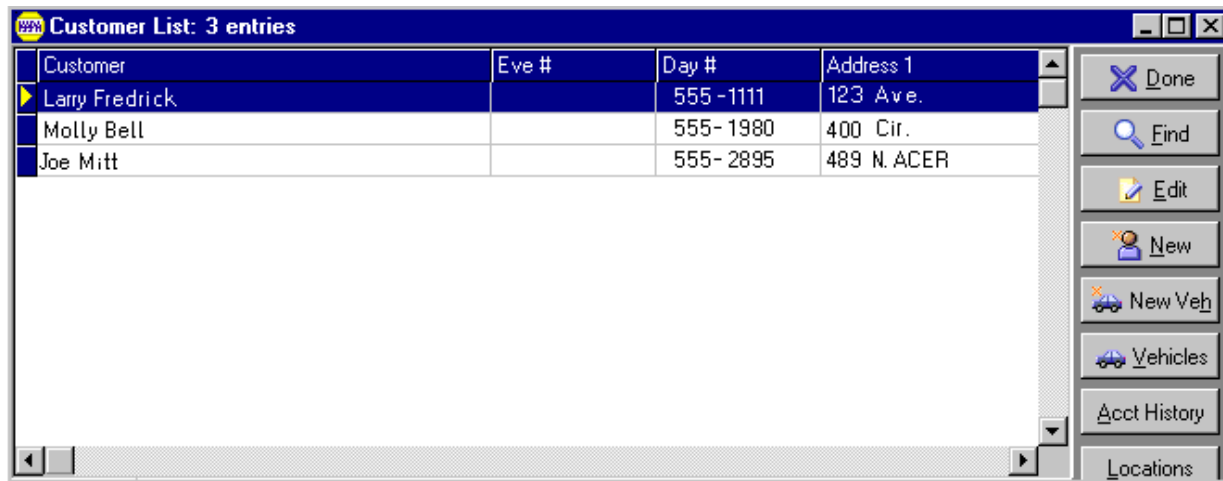 Customer List: 3 entries
Customer Eve # Day # Address 1
Larry Fredrick 555-1111 123 Ave.
Molly Bell 555-1980 400 Cir.
Joe Mitt 555-2895 489 N. ACER
Done
Find
Edit
New
New Veh
Vehicles
Acct History
Locations